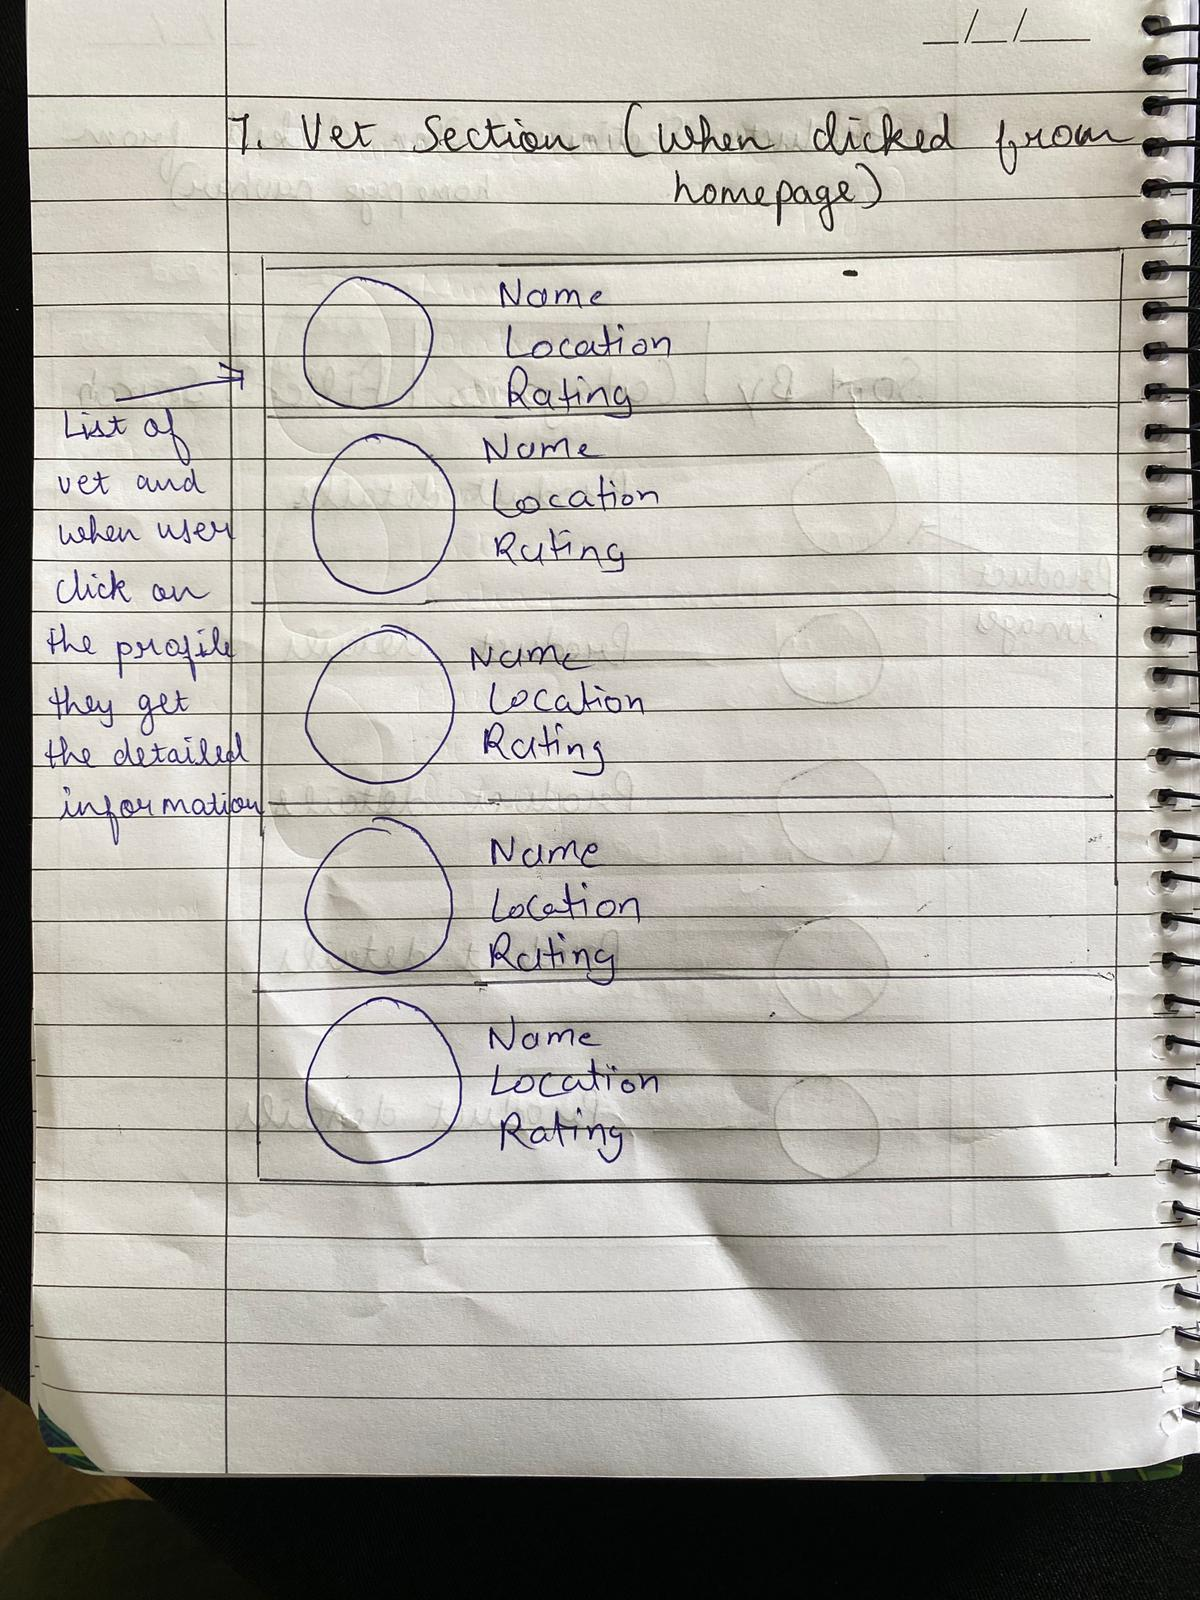 7. Vet Section (when clicked from
homepage)
Name
Location
Rating
List of
vet and
when user
click on
the profile
they get
the detailed
information
Name
Location
Rating
Name
Location
Rating
Name
Location
Rating
Name
Location
Rating